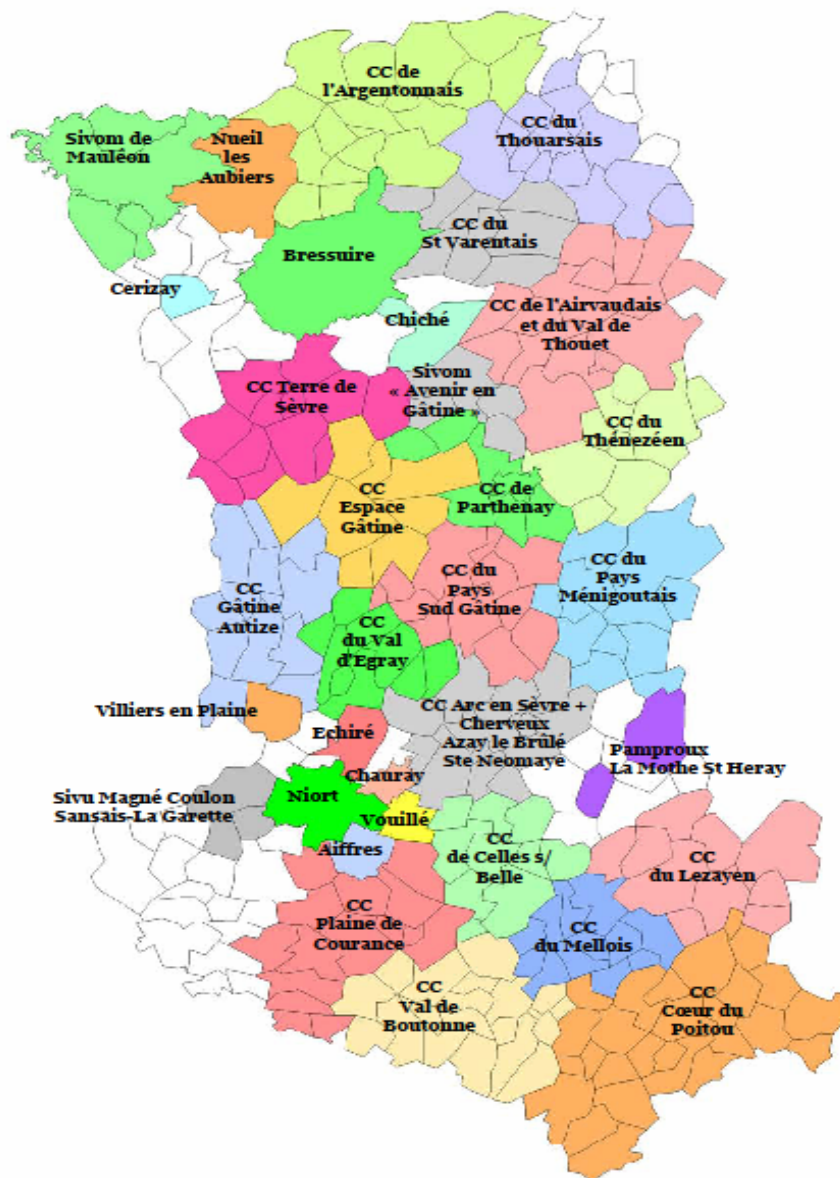 CC de
l'Argentonnais
CC du
Thouarsais
Sivom de
Mauléon
Nueil
les
Aubiers
CC du
St Varentais
Bressuire
Cerizay
Chiché
CC de l'Airvaudais
et du Val de
Thouet
Sivom
« Avenir en
Gâtine »
CC Terre de
Sèvre
CC du
Thénezéen
CC
Espace
Gâtine
CC de
Parthenay
CC du
Pays
Ménigoutais
CC du
Pays
Sud Gâtine
CC
Gâtine
Autize
CC
du Val
d'Egray
Villiers en Plaine
CC Arc en Sèvre +
Cherveux
Azay le Brûlé
Ste Neomaye
Echiré
Pamproux
La Mothe St Heray
Chauray
Niort
Sivu Magné Coulon
Sansais-La Garette
Vouillé
Aiffres
CC
de Celles s/
Belle
CC
du Lezayen
CC
Plaine de
Courance
CC
du Mellois
CC
Val de
Boutonne
CC
Cœur du
Poitou